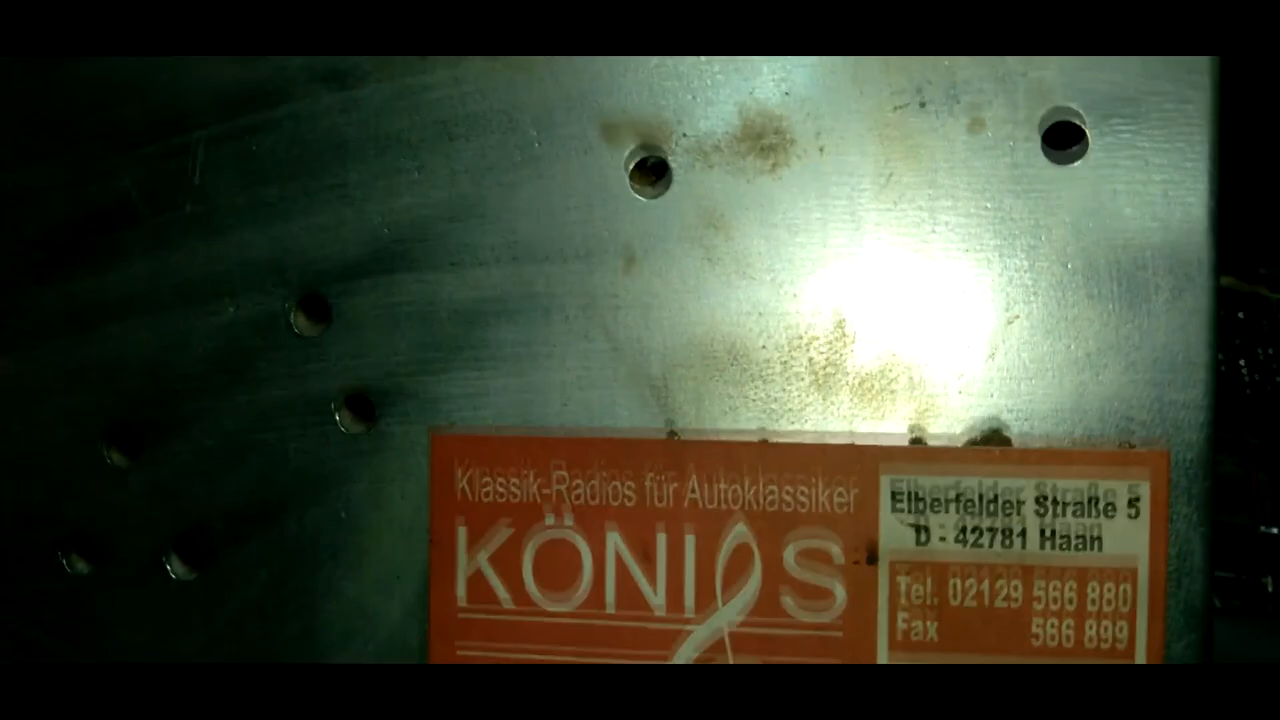 Klassik-Radios für Autoklassiker
KÖNIGS
Elberfelder Straße 5
D - 42781 Haan
Tel. 02129 566 880
Fax 566 899